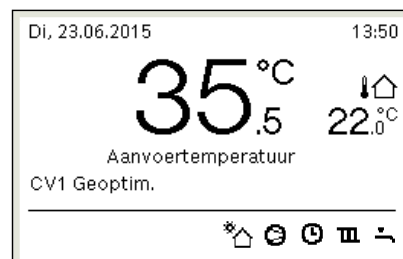 Di, 23.06.2015 13:50
35.5 °C
22.0 °C
Aanvoertemperatuur
CV1 Geoptim.